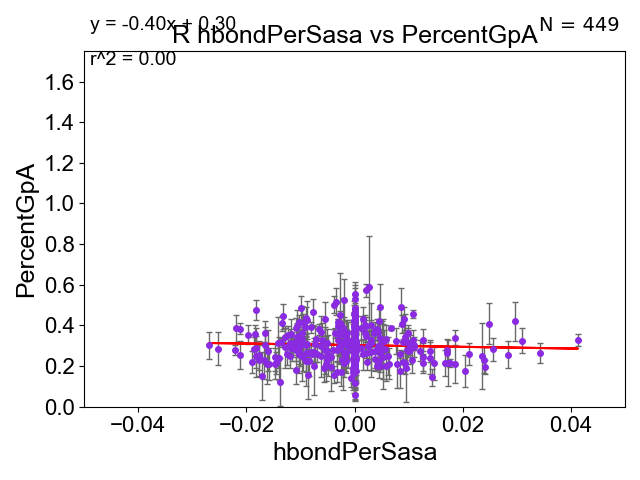 y = -0.40x + 0.30
R hbondPerSasa vs PercentGpA
N = 449
r^2 = 0.00
PercentGpA
1.6
1.4
1.2
1.0
0.8
0.6
0.4
0.2
0.0
−0.04
−0.02
0.00
0.02
0.04
hbondPerSasa